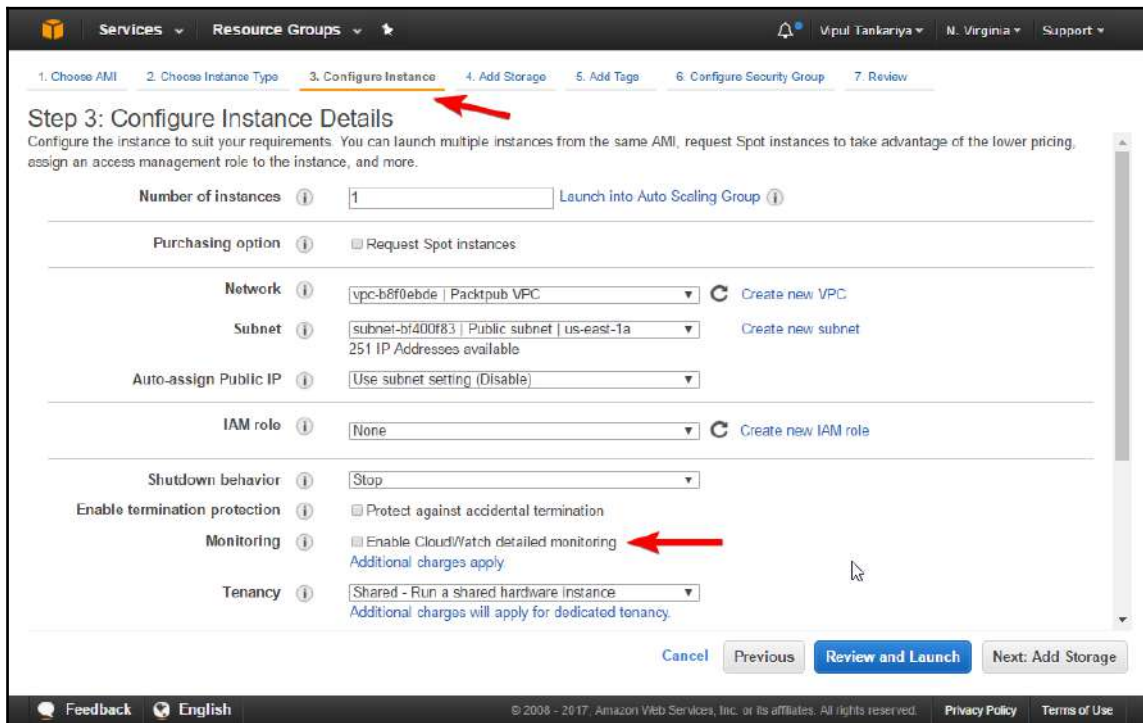 Services Resource Groups Vipul Tankariya N. Virginia Support
1. Choose AMI 2. Choose Instance Type 3. Configure Instance 4. Add Storage 5. Add Tags 6. Configure Security Group 7. Review
Step 3: Configure Instance Details
Configure the instance to suit your requirements. You can launch multiple instances from the same AMI, request Spot instances to take advantage of the lower pricing,
assign an access management role to the instance, and more.
Number of instances 1 Launch into Auto Scaling Group
Purchasing option Request Spot instances
Network vpc-b8f0ebde | Packtpub VPC Create new VPC
Subnet subnet-bf400f83 | Public subnet | us-east-1a Create new subnet
251 IP Addresses available
Auto-assign Public IP Use subnet setting (Disable)
IAM role None Create new IAM role
Shutdown behavior Stop
Enable termination protection Protect against accidental termination
Monitoring Enable CloudWatch detailed monitoring
Additional charges apply.
Tenancy Shared - Run a shared hardware instance
Additional charges will apply for dedicated tenancy.
Cancel Previous Review and Launch Next: Add Storage
Feedback English © 2008 - 2017, Amazon Web Services, Inc. or its affiliates. All rights reserved. Privacy Policy Terms of Use